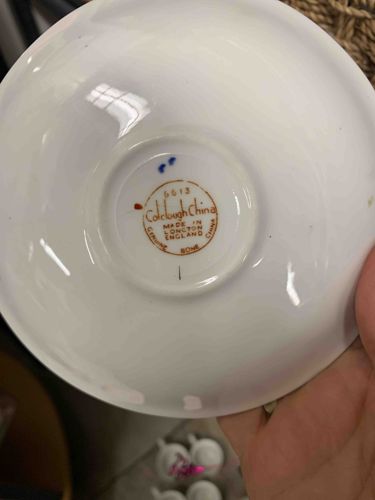 6613
Colclough China
MADE IN
LONGTON
ENGLAND
GENUINE BONE CHINA